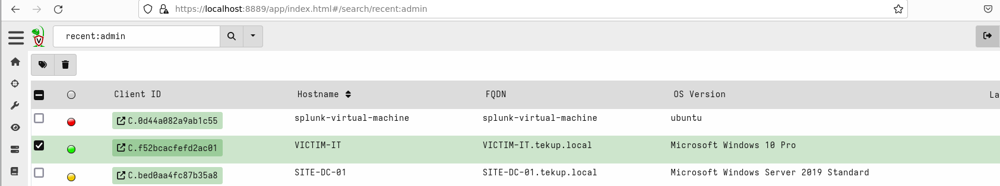 https://localhost:8889/app/index.html#/search/recent:admin
recent:admin
Client ID Hostname FQDN OS Version La
C.0d44a082a9ab1c55 splunk-virtual-machine splunk-virtual-machine ubuntu
C.f52bcacfefd2ac01 VICTIM-IT VICTIM-IT.tekup.local Microsoft Windows 10 Pro
C.bed0aa4fc87b35a8 SITE-DC-01 SITE-DC-01.tekup.local Microsoft Windows Server 2019 Standard